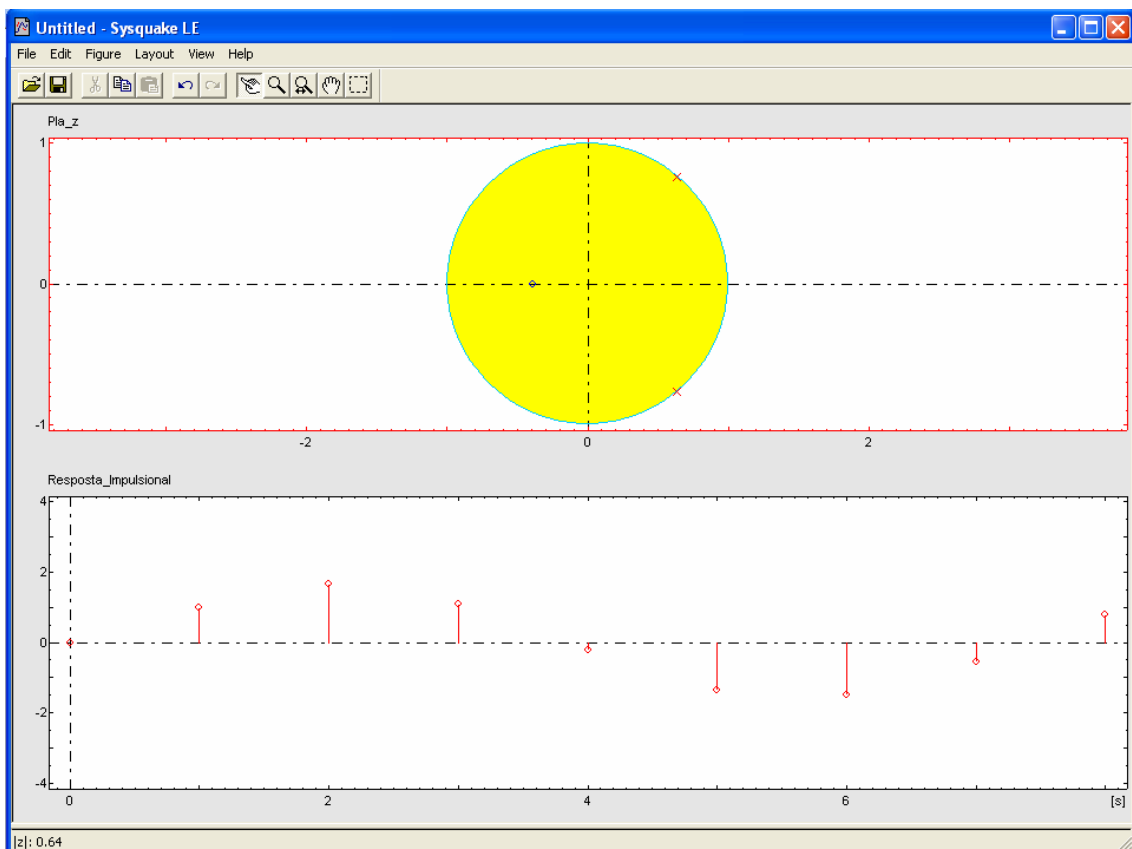 Untitled - Sysquake LE
File Edit Figure Layout View Help
Pla_z
1
0
-1
-2 0 2
Resposta_Impulsional
4
2
0
-2
-4
0 2 4 6 [s]
|z|: 0.64